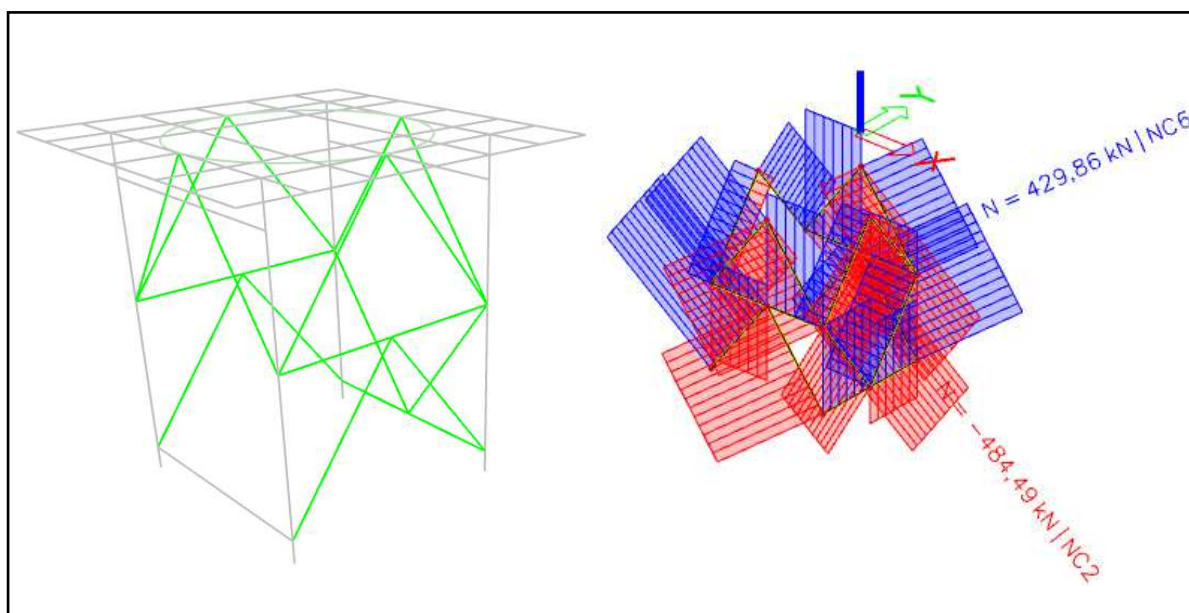 Y
X
N = 429,86 kN | NC6
N = -484,49 kN | NC2